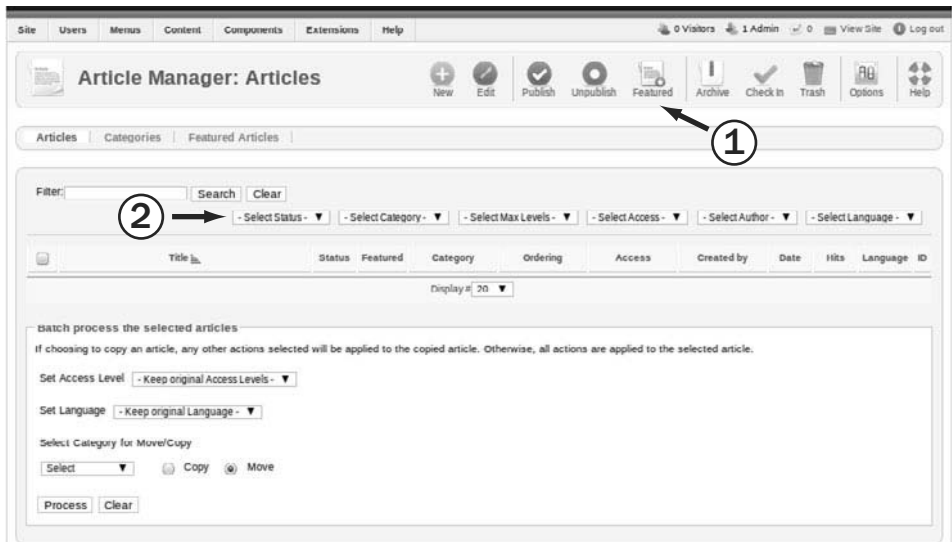 Site Users Menus Content Components Extensions Help 0 Visitors 1 Admin 0 View Site Log out
Article Manager: Articles
New Edit Publish Unpublish Featured Archive Check In Trash Options Help
1
Articles Categories Featured Articles
Filter: Search Clear
2
- Select Status - - Select Category - - Select Max Levels - - Select Access - - Select Author - - Select Language -
Title Status Featured Category Ordering Access Created by Date Hits Language ID
Display # 20
Batch process the selected articles
If choosing to copy an article, any other actions selected will be applied to the copied article. Otherwise, all actions are applied to the selected article.
Set Access Level - Keep original Access Levels -
Set Language - Keep original Language -
Select Category for Move/Copy
Select Copy Move
Process Clear